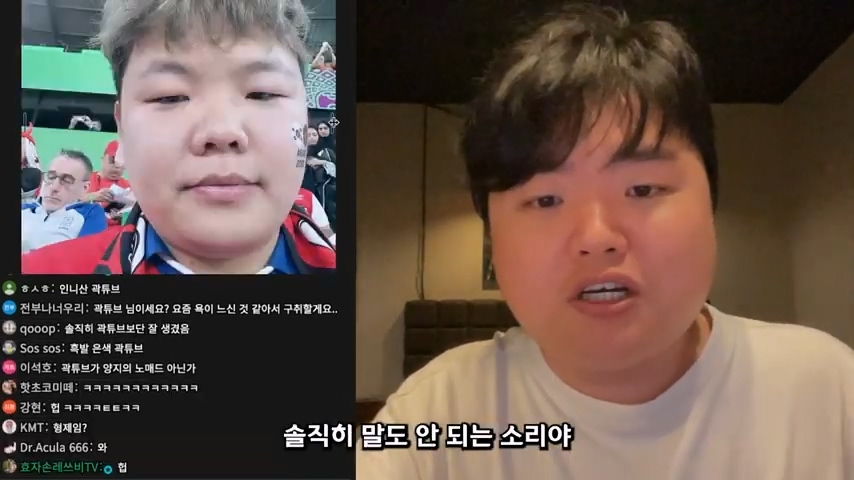 ㅎㅅㅎ: 인니산 곽튜브
전부나너우리: 곽튜브 님이세요? 요즘 욕이 느신 것 같아서 구취할게요..
qooop: 솔직히 곽튜브보단 잘 생겼음
Sos sos: 흑발 은색 곽튜브
이석호: 곽튜브가 양지의 노매드 아닌가
핫초코미떼: ㅋㅋㅋㅋㅋㅋㅋㅋㅋㅋㅋㅋ
강현: 헙 ㅋㅋㅋㅋㅌㅌㅋㅋ
KMT: 형제임?
Dr.Acula 666: 와
효자손레쓰비TV: 헙
솔직히 말도 안 되는 소리야